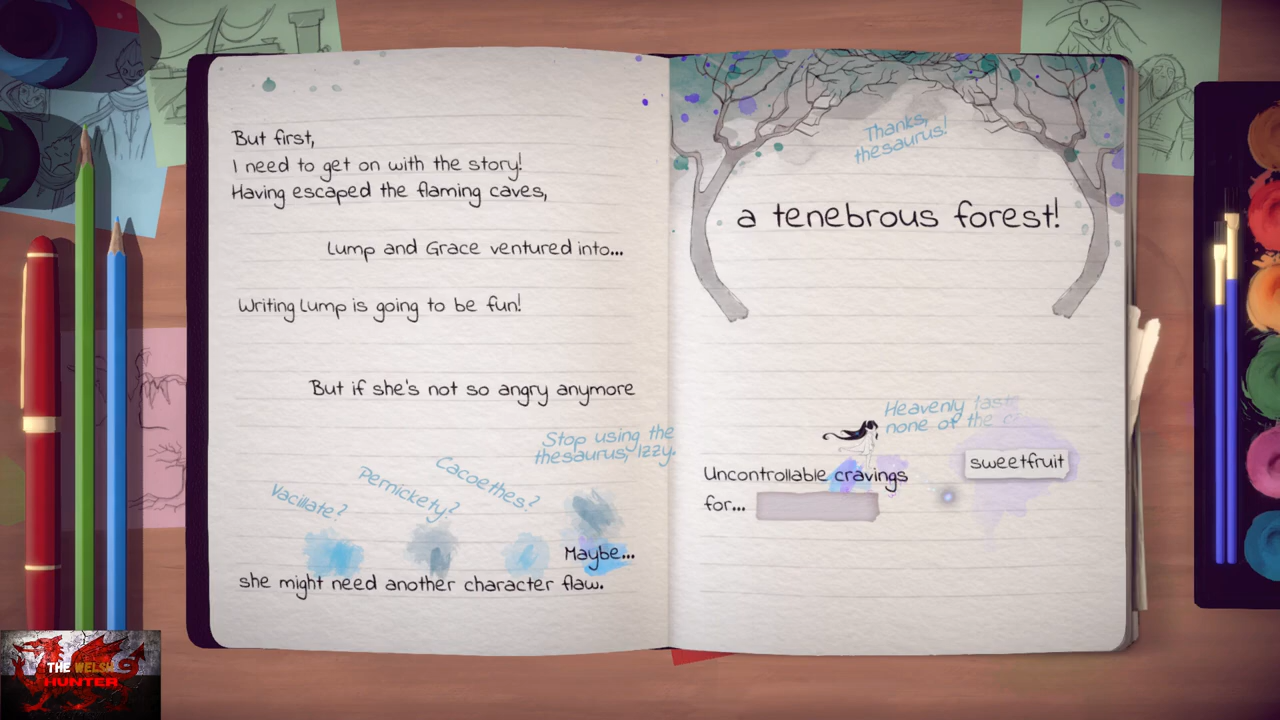 But first,
I need to get on with the story!
Having escaped the flaming caves,
Lump and Grace ventured into...
Writing Lump is going to be fun!
But if she's not so angry anymore
Stop using the
thesaurus, Izzy.
Cacoethes?
Pernickety?
Vacillate?
Maybe...
she might need another character flaw.
Thanks,
thesaurus!
a tenebrous forest!
Heavenly
none of the
sweetfruit
Uncontrollable cravings
for...
THE WELSH
HUNTER